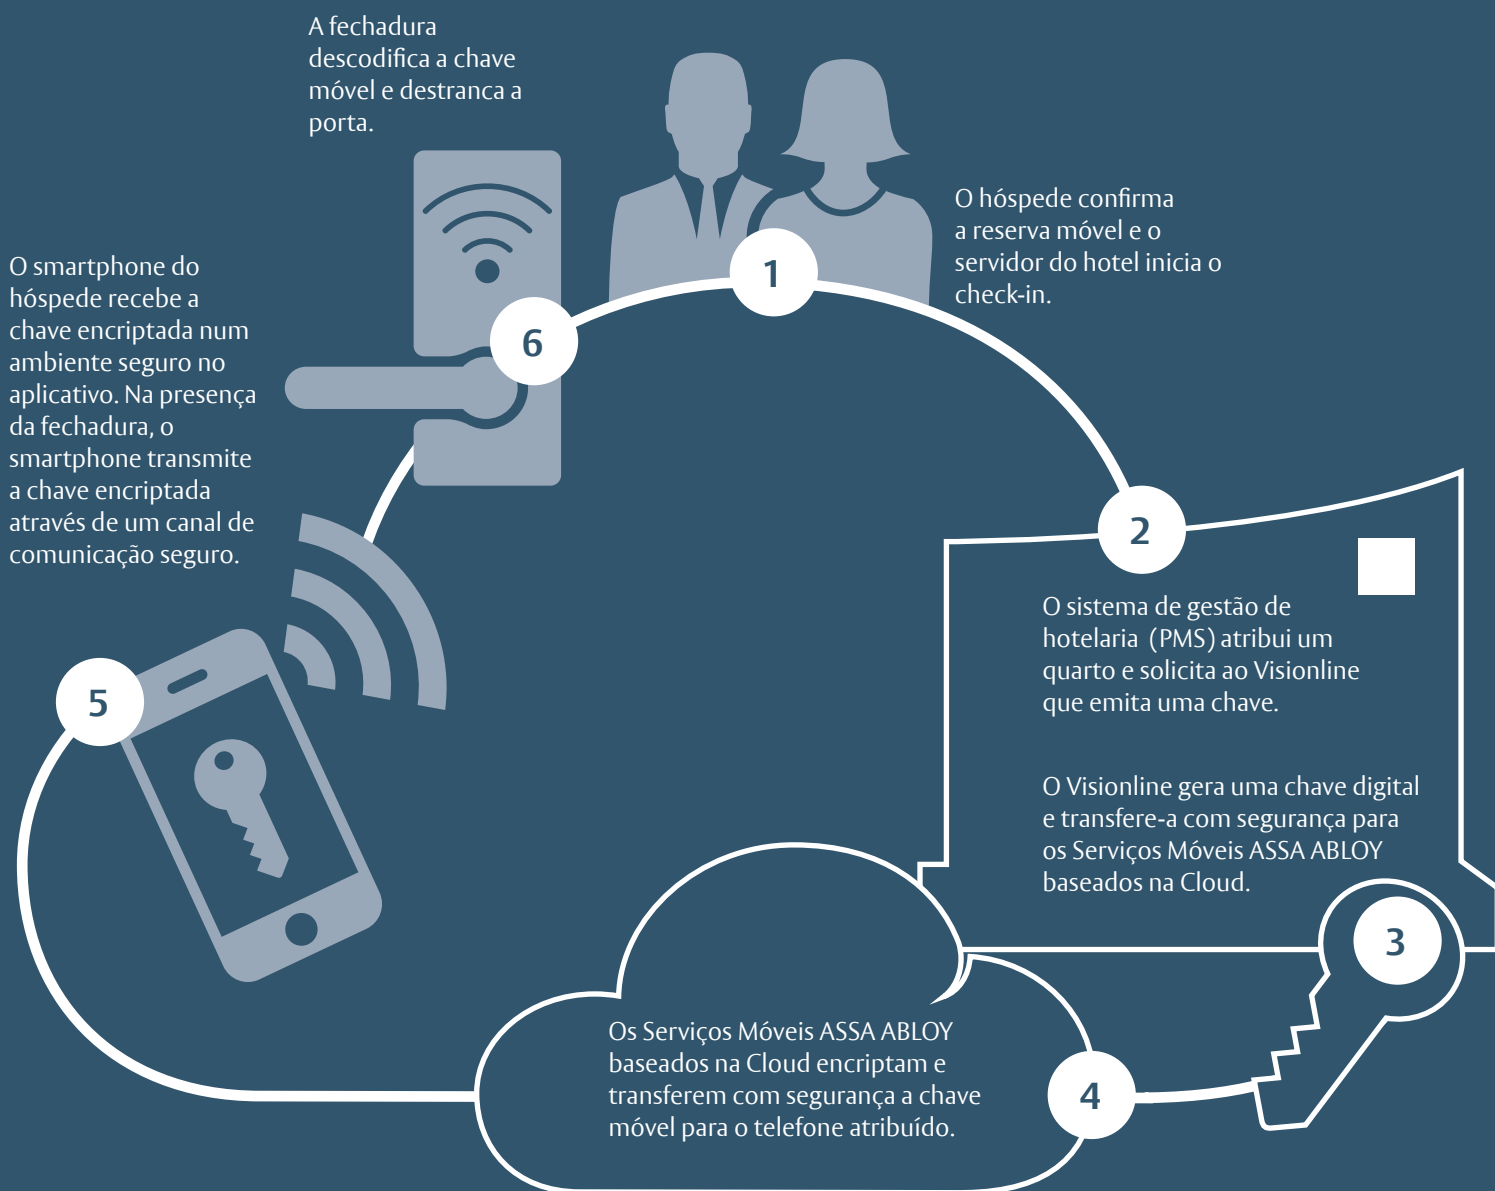 A fechadura
descodifica a chave
móvel e destranca a
porta.
O hóspede confirma
a reserva móvel e o
servidor do hotel inicia o
check-in.
1
O smartphone do
hóspede recebe a
chave encriptada num
ambiente seguro no
aplicativo. Na presença
da fechadura, o
smartphone transmite
a chave encriptada
através de um canal de
comunicação seguro.
6
2
O sistema de gestão de
hotelaria (PMS) atribui um
quarto e solicita ao Visionline
que emita uma chave.
5
O Visionline gera uma chave digital
e transfere-a com segurança para
os Serviços Móveis ASSA ABLOY
baseados na Cloud.
3
Os Serviços Móveis ASSA ABLOY
baseados na Cloud encriptam e
transferem com segurança a chave
móvel para o telefone atribuído.
4